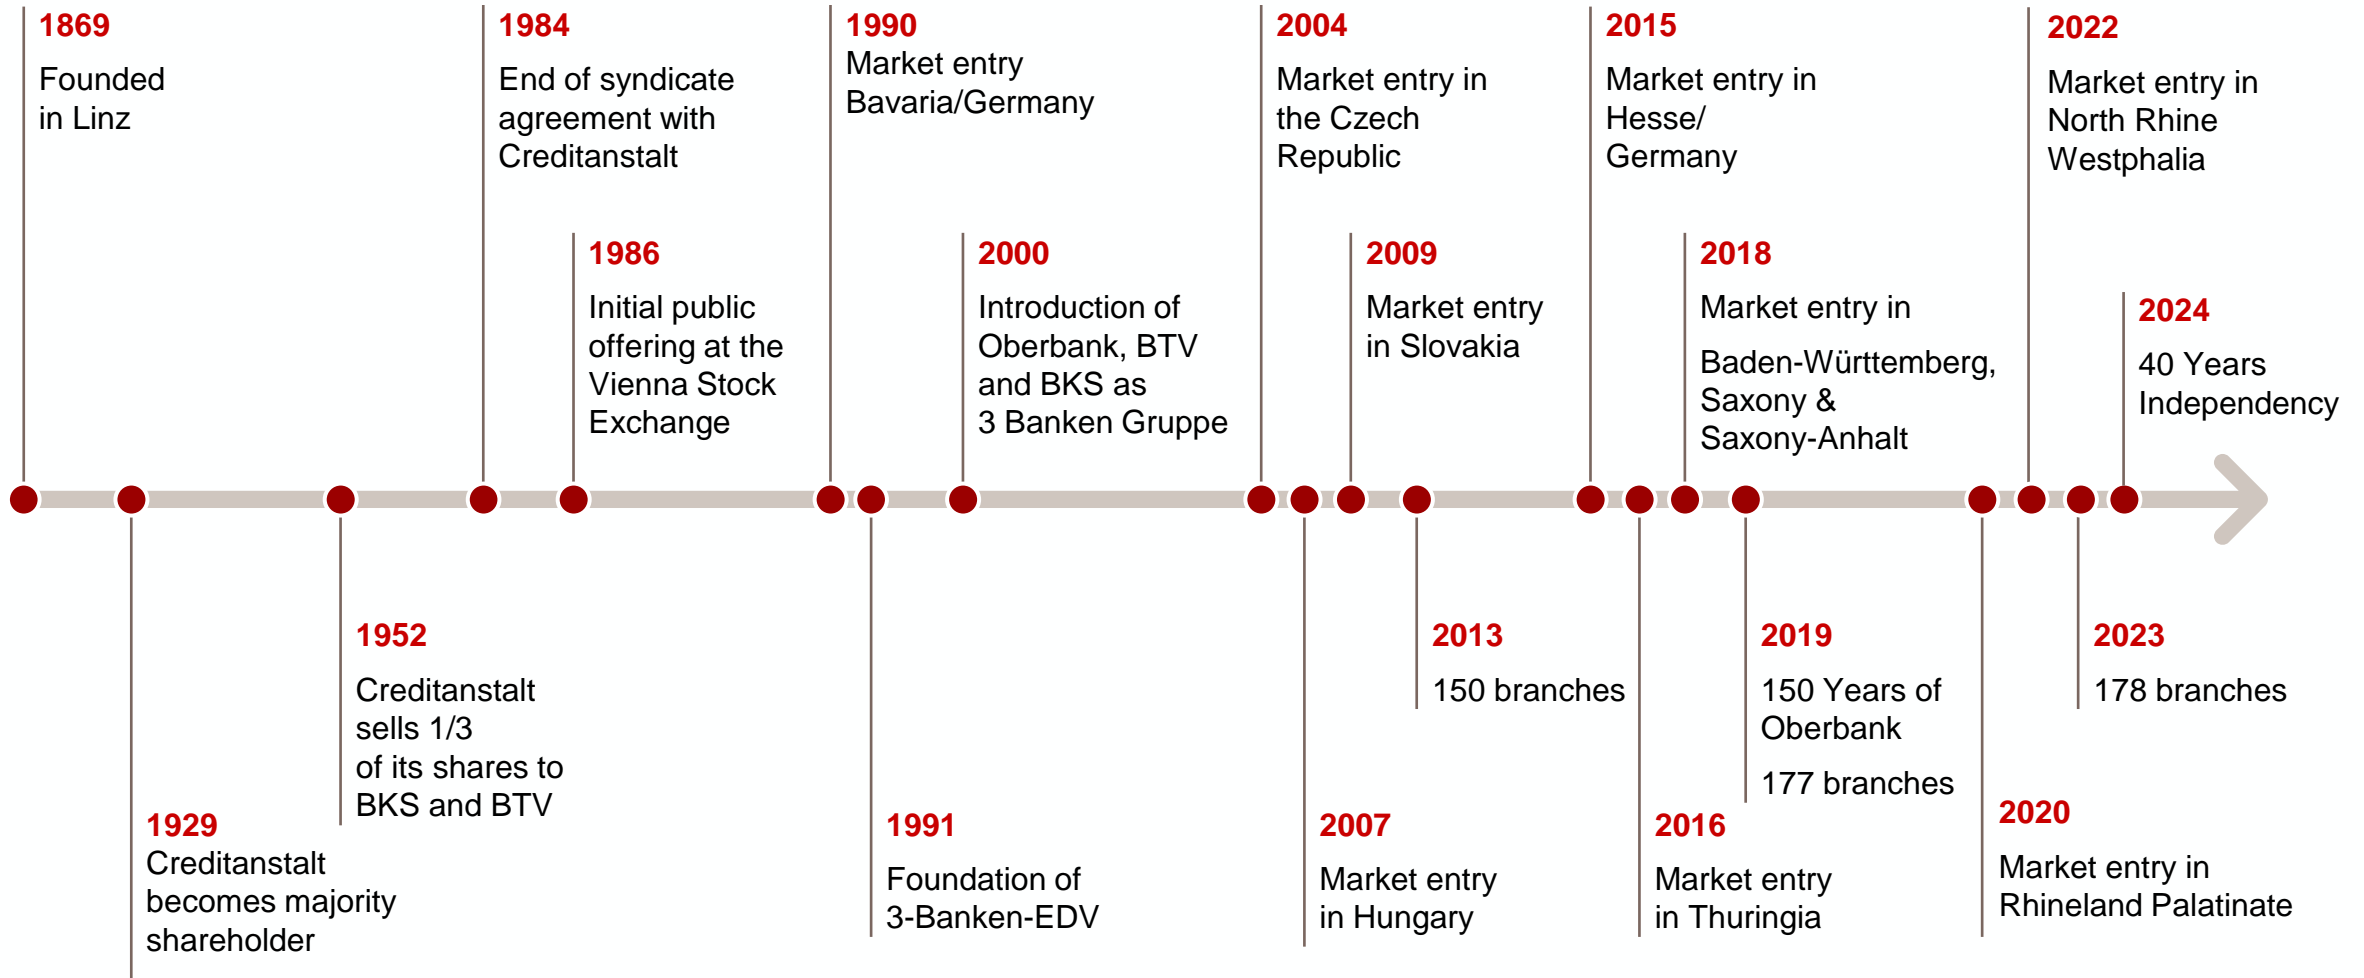 1869
Founded
in Linz
1984
End of syndicate
agreement with
Creditanstalt
1990
Market entry
Bavaria/Germany
2004
Market entry in
the Czech
Republic
2015
Market entry in
Hesse/
Germany
2022
Market entry in
North Rhine
Westphalia
1986
Initial public
offering at the
Vienna Stock
Exchange
2000
Introduction of
Oberbank, BTV
and BKS as
3 Banken Gruppe
2009
Market entry
in Slovakia
2018
Market entry in
Baden-Württemberg,
Saxony &
Saxony-Anhalt
2024
40 Years
Independency
1929
Creditanstalt
becomes majority
shareholder
1952
Creditanstalt
sells 1/3
of its shares to
BKS and BTV
1991
Foundation of
3-Banken-EDV
2007
Market entry
in Hungary
2013
150 branches
2016
Market entry
in Thuringia
2019
150 Years of
Oberbank
177 branches
2020
Market entry in
Rhineland Palatinate
2023
178 branches